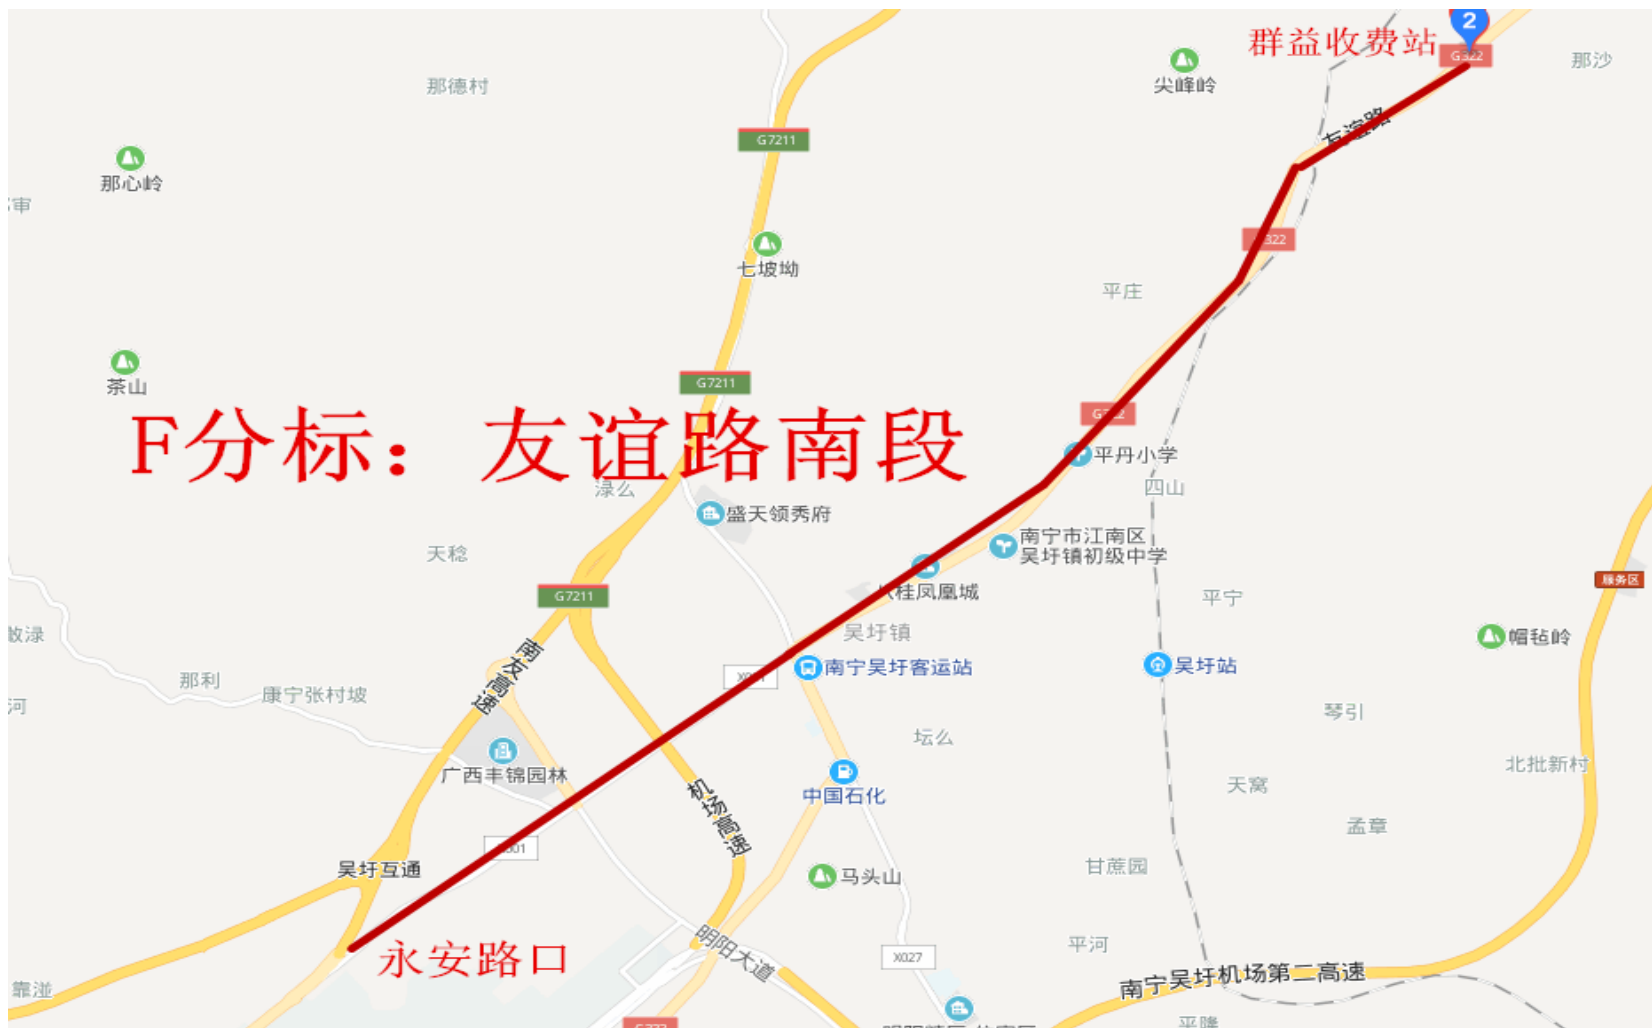 2
群益收费站
G322
那沙
尖峰岭
那德村
友谊路
G7211
那心岭
七坡坳
平庄
茶山
G7211
F分标：友谊路南段
平丹小学
渌么
四山
盛天领秀府
天稔
南宁市江南区
吴圩镇初级中学
G7211
服务区
桂凤凰城
平宁
吴圩镇
帽毡岭
南友高速
南宁吴圩客运站
吴圩站
那利
康宁张村坡
河
琴引
坛么
广西丰锦园林
北批新村
中国石化
天窝
机场高速
孟章
吴圩互通
马头山
甘蔗园
永安路口
明阳大道
平河
X027
南宁吴圩机场第二高速
靠湴
平隆